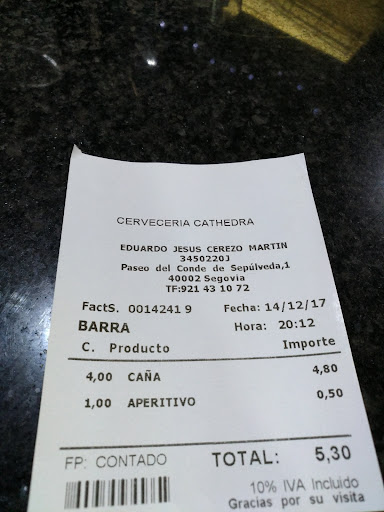 CERVECERIA CATHEDRA
EDUARDO JESUS CEREZO MARTIN
3450220J
Paseo del Conde de Sepúlveda,1
40002 Segovia
TF:921 43 10 72
FactS. 0014241 9 Fecha: 14/12/17
BARRA Hora: 20:12
C. Producto Importe
4,00 CAÑA 4,80
1,00 APERITIVO 0,50
FP: CONTADO TOTAL: 5,30
10% IVA Incluido
Gracias por su visita